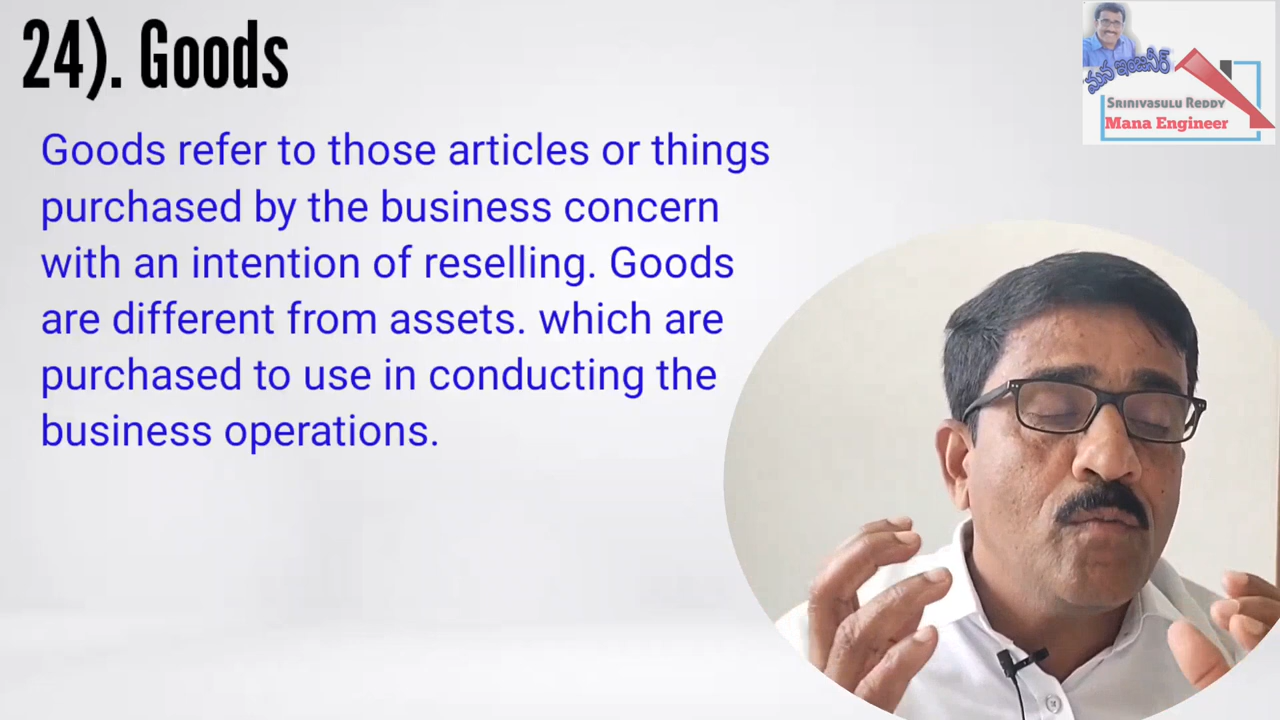 24). Goods
Goods refer to those articles or things
purchased by the business concern
with an intention of reselling. Goods
are different from assets. which are
purchased to use in conducting the
business operations.
మన ఇంజనీర్
Srinivasulu Reddy
Mana Engineer